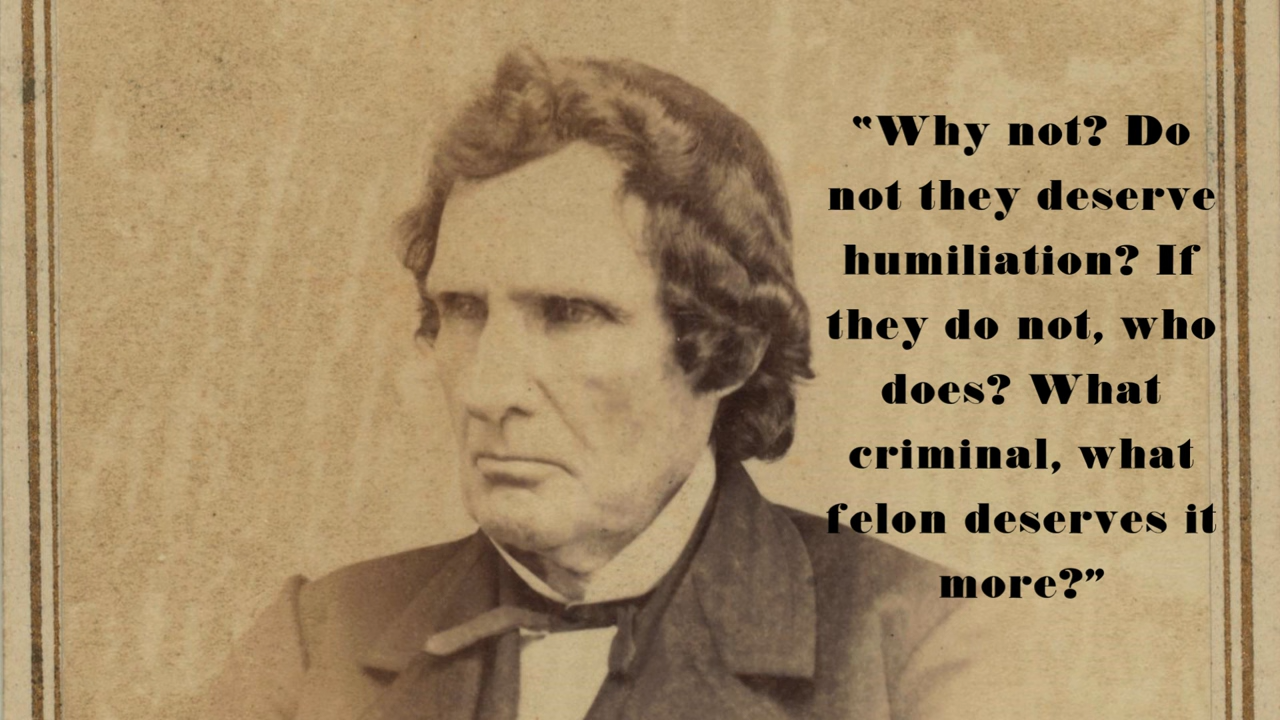 “Why not? Do
not they deserve
humiliation? If
they do not, who
does? What
criminal, what
felon deserves it
more?”